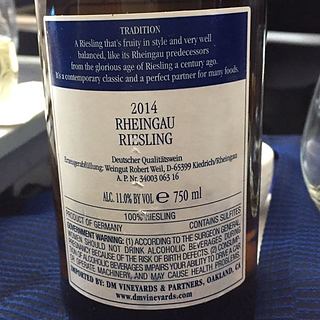 TRADITION
A Riesling that's fruity in style and very well
balanced, like its Rheingau predecessors
from the glorious age of Riesling a century ago.
It's a contemporary classic and a perfect partner for many foods.
2014
RHEINGAU
RIESLING
Deutscher Qualitätswein
Erzeugerabfüllung: Weingut Robert Weil, D-65399 Kiedrich/Rheingau
A. P. Nr. 34003 063 16
ALC. 11.0% BY VOL e 750 ml
100% RIESLING
PRODUCT OF GERMANY CONTAINS SULFITES
GOVERNMENT WARNING: (1) ACCORDING TO THE SURGEON GENERAL
WOMEN SHOULD NOT DRINK ALCOHOLIC BEVERAGES DURING
BECAUSE OF THE RISK OF BIRTH DEFECTS. (2) CONSUMP-
OF ALCOHOLIC BEVERAGES IMPAIRS YOUR ABILITY TO DRIVE A CAR
OR OPERATE MACHINERY, AND MAY CAUSE HEALTH PROBLEMS.
IMPORTED BY: DM VINEYARDS & PARTNERS, OAKLAND, CA
www.dmvineyards.com